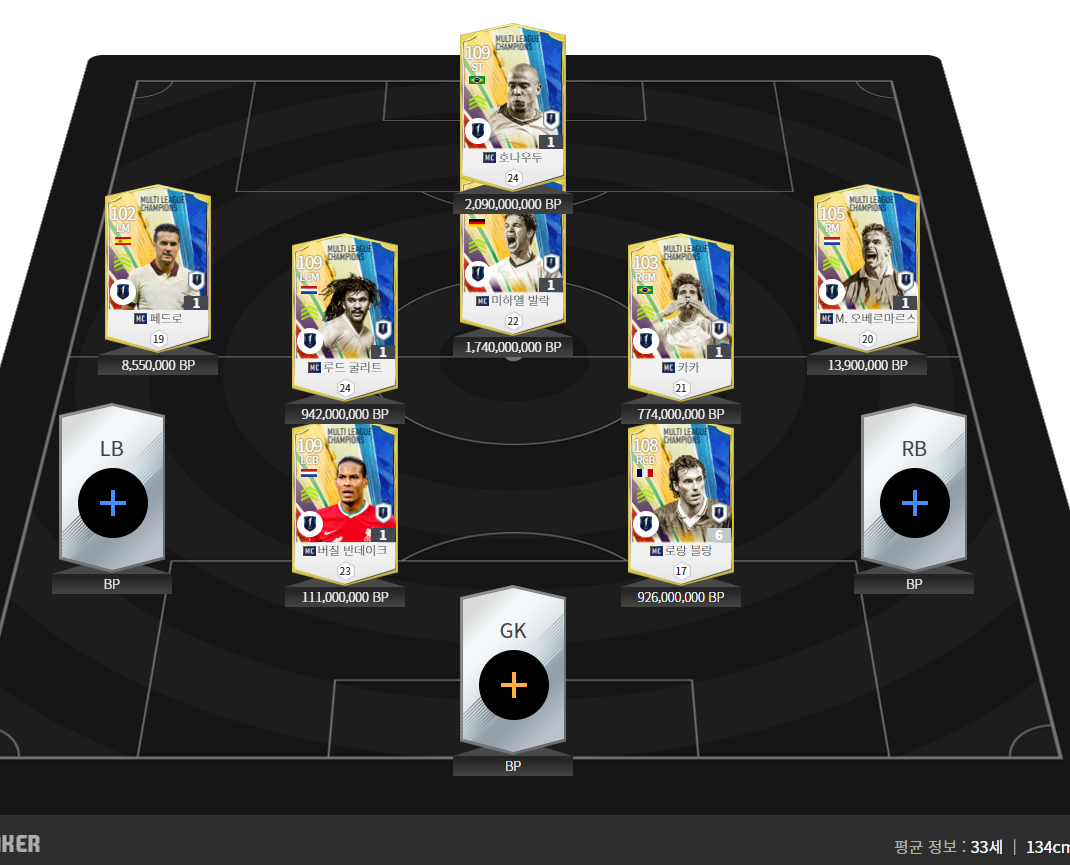 MULTI LEAGUE
CHAMPIONS
109
ST
1
MC 호나우두
24
2,090,000,000 BP
MULTI LEAGUE
CHAMPIONS
102
LM
1
MC 페드로
19
8,550,000 BP
MULTI LEAGUE
CHAMPIONS
109
LCM
1
MC 루드 굴리트
24
942,000,000 BP
1
MC 미하엘 발락
22
1,740,000,000 BP
MULTI LEAGUE
CHAMPIONS
103
RCM
1
MC 카카
21
774,000,000 BP
MULTI LEAGUE
CHAMPIONS
105
RM
1
MC M. 오베르마르스
20
13,900,000 BP
LB
BP
MULTI LEAGUE
CHAMPIONS
109
LCB
1
MC 버질 반데이크
23
111,000,000 BP
MULTI LEAGUE
CHAMPIONS
108
RCB
6
MC 로랑 블랑
17
926,000,000 BP
RB
BP
GK
BP
KER
평균 정보 : 33세 | 134cm